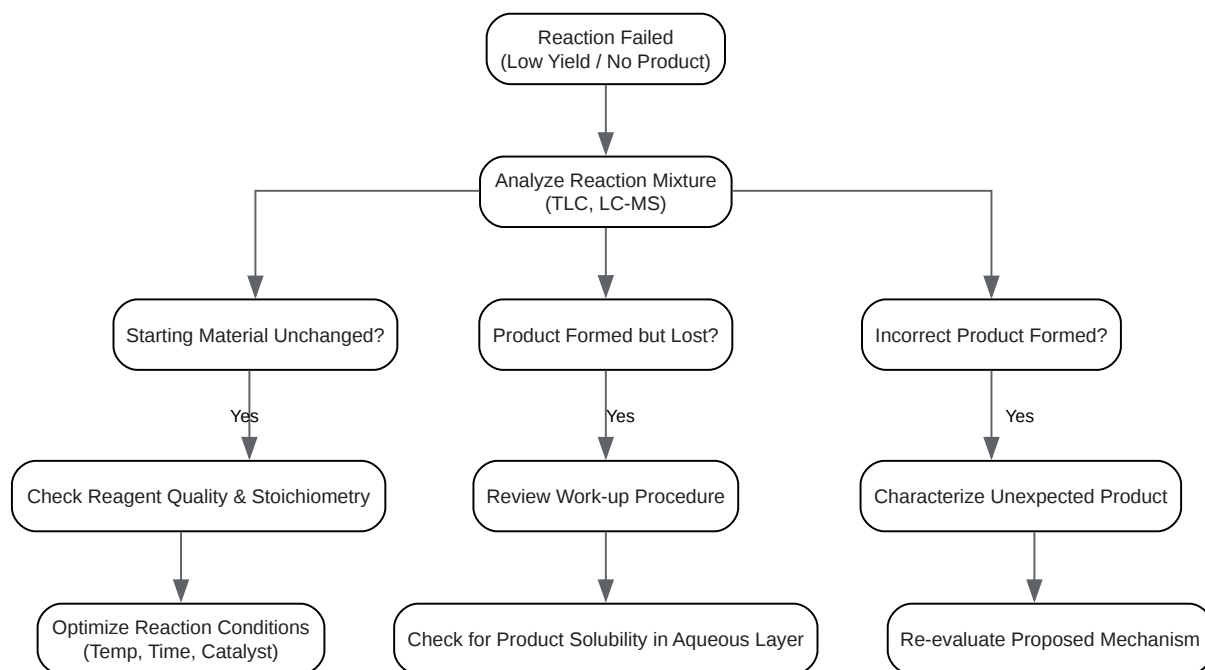 Reaction Failed
(Low Yield / No Product)
Analyze Reaction Mixture
(TLC, LC-MS)
Starting Material Unchanged?
Product Formed but Lost?
Incorrect Product Formed?
Yes
Yes
Yes
Check Reagent Quality & Stoichiometry
Review Work-up Procedure
Characterize Unexpected Product
Optimize Reaction Conditions
(Temp, Time, Catalyst)
Check for Product Solubility in Aqueous Layer
Re-evaluate Proposed Mechanism